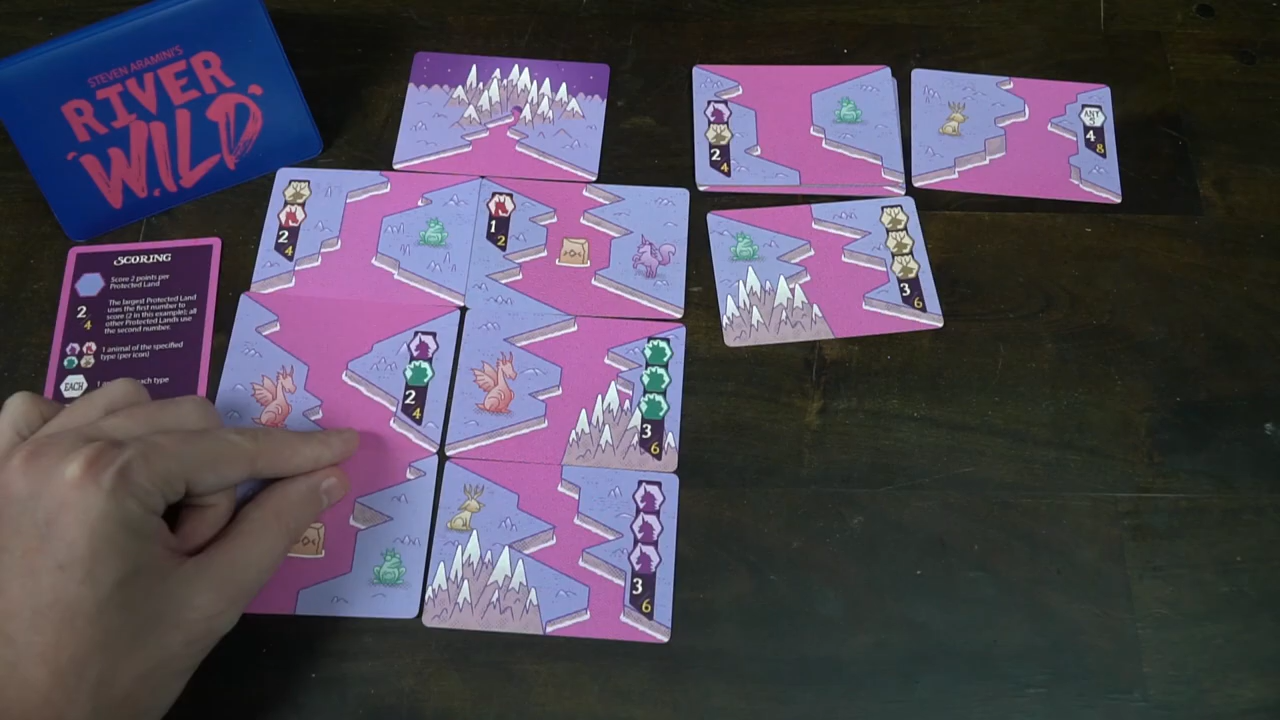 STEVEN ARAMINI'S
RIVER
WILD
SCORING
Score 2 points per
Protected Land
2
4
The largest Protected Land
uses the first number to
score (2 in this example); all
other Protected Lands use
the second number.
1 animal of the specified
type (per icon)
EACH
each type
2
4
1
2
2
4
3
6
3
6
2
4
ANY
4
8
3
6